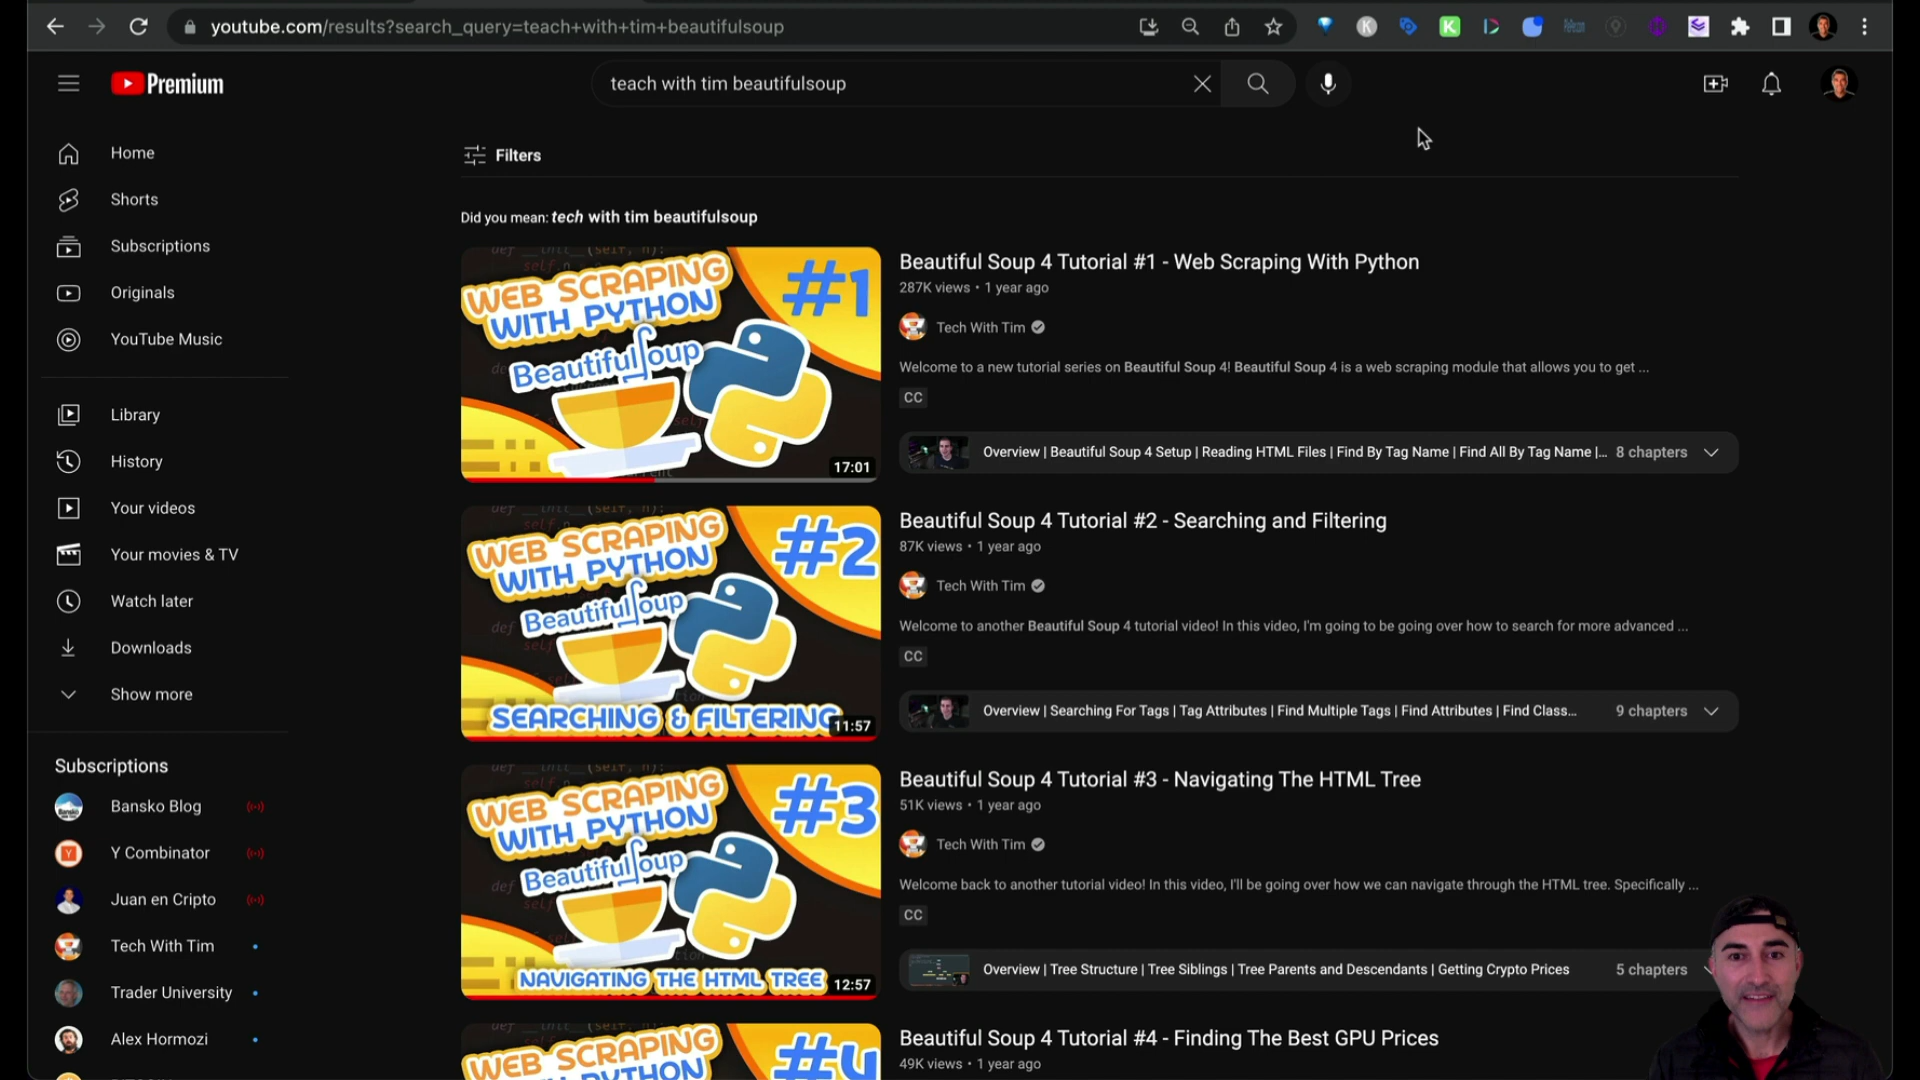 youtube.com/results?search_query=teach+with+tim+beautifulsoup
Premium
teach with tim beautifulsoup
Home
Shorts
Subscriptions
Originals
YouTube Music
Library
History
Your videos
Your movies & TV
Watch later
Downloads
Show more
Subscriptions
Bansko Blog
Y Combinator
Juan en Cripto
Tech With Tim
Trader University
Alex Hormozi
Filters
Did you mean: tech with tim beautifulsoup
WEB SCRAPING
WITH PYTHON
#1
BeautifulSoup
17:01
Beautiful Soup 4 Tutorial #1 - Web Scraping With Python
287K views • 1 year ago
Tech With Tim
Welcome to a new tutorial series on Beautiful Soup 4! Beautiful Soup 4 is a web scraping module that allows you to get ...
CC
Overview | Beautiful Soup 4 Setup | Reading HTML Files | Find By Tag Name | Find All By Tag Name |... 8 chapters
WEB SCRAPING
WITH PYTHON
#2
BeautifulSoup
SEARCHING & FILTERING
11:57
Beautiful Soup 4 Tutorial #2 - Searching and Filtering
87K views • 1 year ago
Tech With Tim
Welcome to another Beautiful Soup 4 tutorial video! In this video, I'm going to be going over how to search for more advanced ...
CC
Overview | Searching For Tags | Tag Attributes | Find Multiple Tags | Find Attributes | Find Class... 9 chapters
WEB SCRAPING
WITH PYTHON
#3
BeautifulSoup
NAVIGATING THE HTML TREE
12:57
Beautiful Soup 4 Tutorial #3 - Navigating The HTML Tree
51K views • 1 year ago
Tech With Tim
Welcome back to another tutorial video! In this video, I'll be going over how we can navigate through the HTML tree. Specifically ...
CC
Overview | Tree Structure | Tree Siblings | Tree Parents and Descendants | Getting Crypto Prices 5 chapters
WEB SCRAPING
WITH PYTHON
#4
Beautiful Soup 4 Tutorial #4 - Finding The Best GPU Prices
49K views • 1 year ago